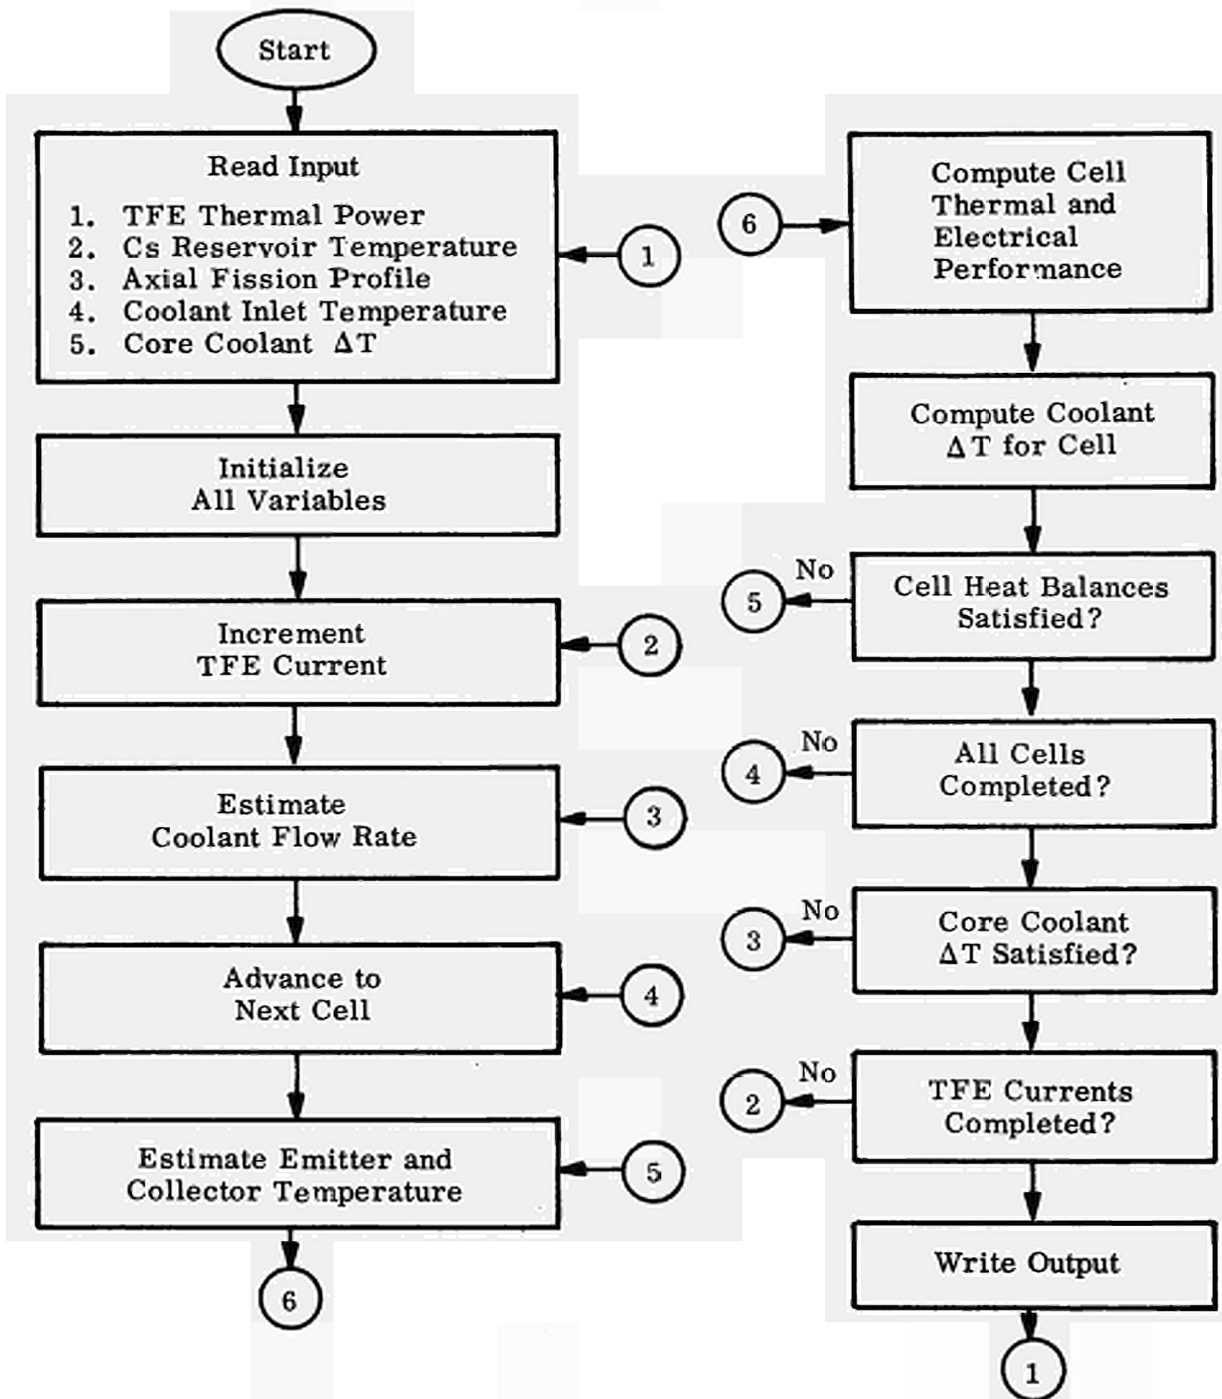 Start
Read Input
1. TFE Thermal Power
2. Cs Reservoir Temperature
3. Axial Fission Profile
4. Coolant Inlet Temperature
5. Core Coolant ΔT
1
Initialize
All Variables
Increment
TFE Current
2
Estimate
Coolant Flow Rate
3
Advance to
Next Cell
4
Estimate Emitter and
Collector Temperature
5
6
6
Compute Cell
Thermal and
Electrical
Performance
Compute Coolant
ΔT for Cell
Cell Heat Balances
Satisfied?
No
5
All Cells
Completed?
No
4
Core Coolant
ΔT Satisfied?
No
3
TFE Currents
Completed?
No
2
Write Output
1